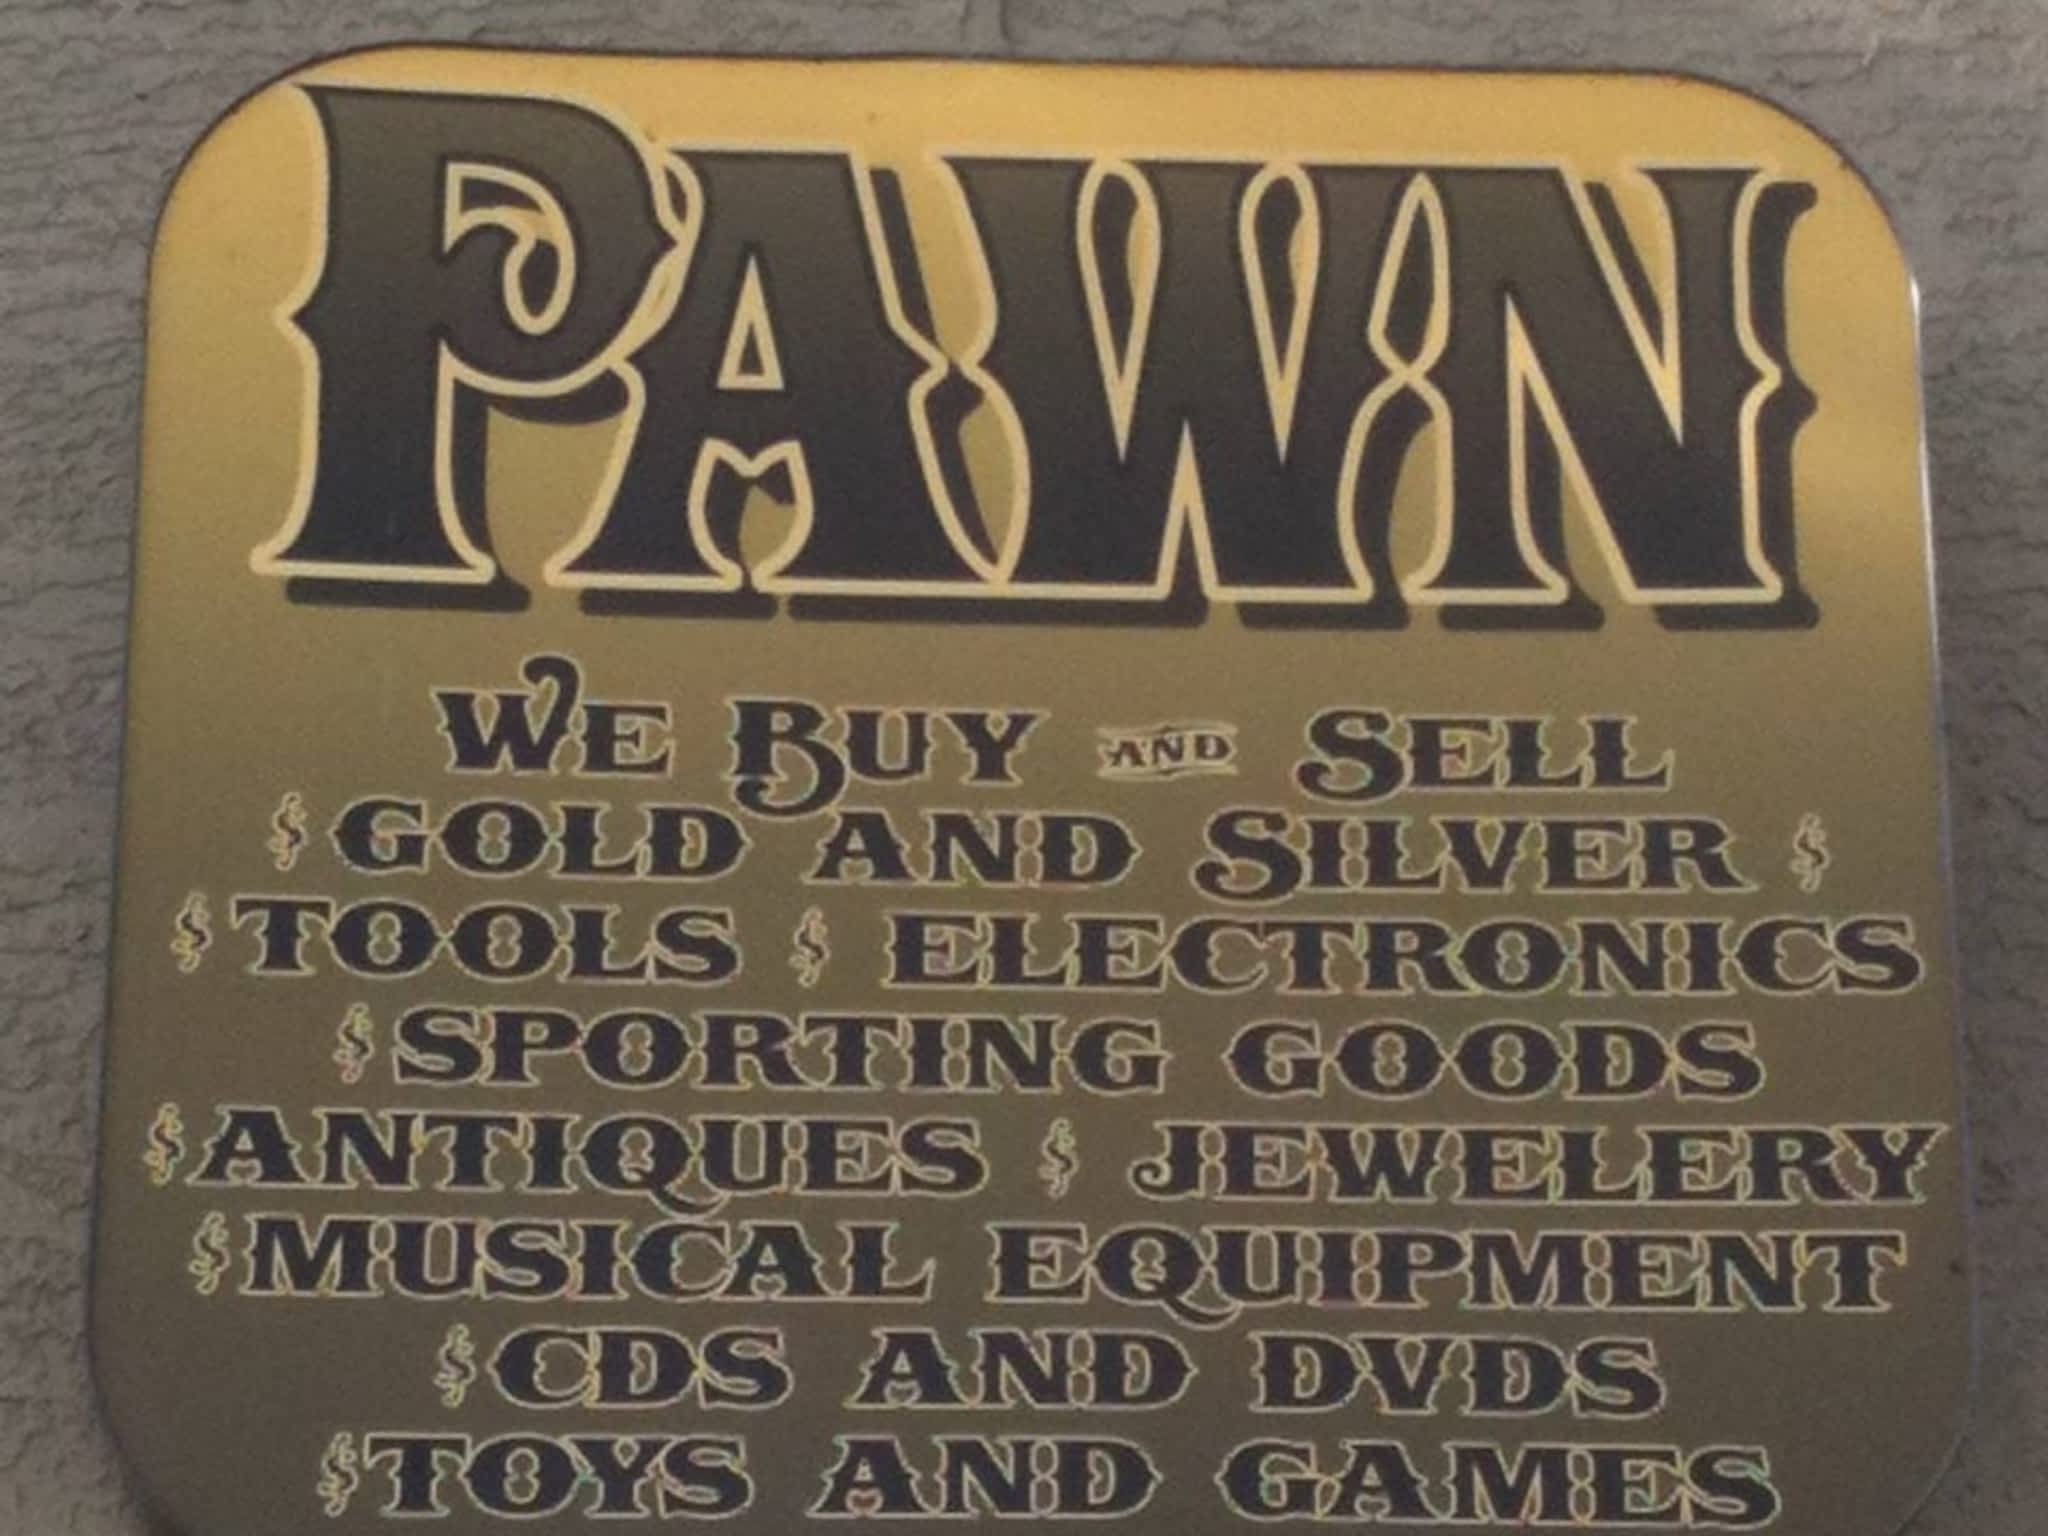 PAWN
WE BUY AND SELL
$ GOLD AND SILVER $
$ TOOLS $ ELECTRONICS
$ SPORTING GOODS
$ ANTIQUES $ JEWELERY
$ MUSICAL EQUIPMENT
$ CDS AND DVDS
$ TOYS AND GAMES